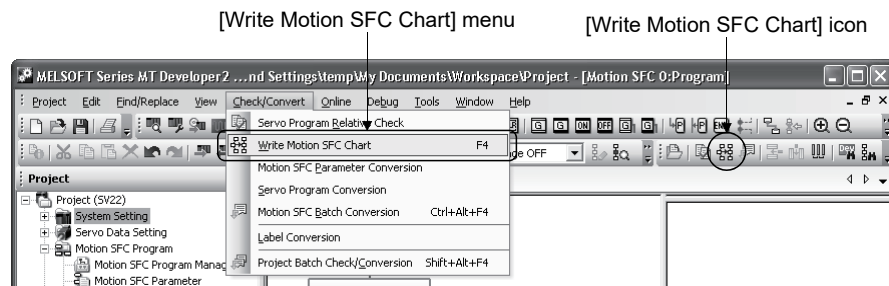 [Write Motion SFC Chart] menu
[Write Motion SFC Chart] icon
MELSOFT Series MT Developer2 ...nd Settings\temp\My Documents\Workspace\Project - [Motion SFC 0:Program]
Project Edit Find/Replace View Check/Convert Online Debug Tools Window Help
Servo Program Relative Check
Write Motion SFC Chart F4
ge OFF
Motion SFC Parameter Conversion
Servo Program Conversion
Motion SFC Batch Conversion Ctrl+Alt+F4
Label Conversion
Project Batch Check/Conversion Shift+Alt+F4
Project
Project (SV22)
System Setting
Servo Data Setting
Motion SFC Program
Motion SFC Program Manag
Motion SFC Parameter